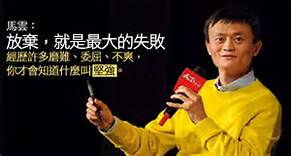 馬雲：
放棄，就是最大的失敗
經歷許多磨難、委屈、不爽，
你才會知道什麼叫堅強。